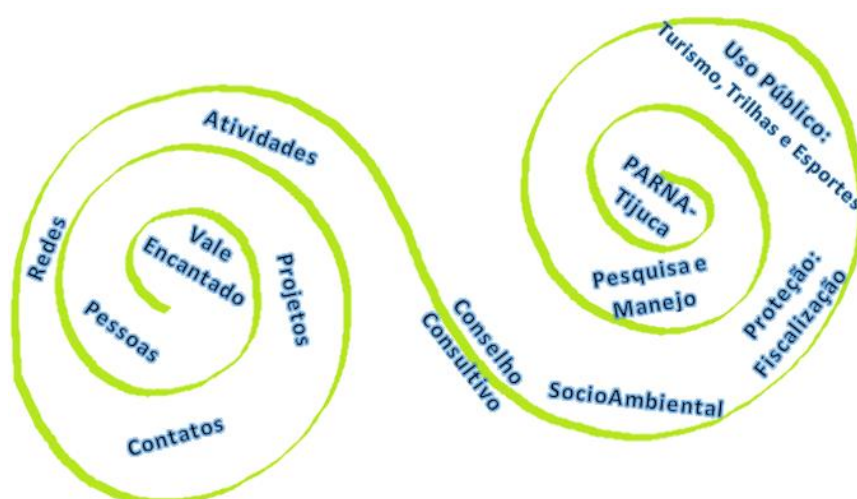 Atividades
Redes
Vale
Encantado
Projetos
Pessoas
Contatos
Conselho
Consultivo
SocioAmbiental
Proteção:
Fiscalização
Uso Público:
Turismo, Trilhas e Esportes
PARNA-
Tijuca
Pesquisa e
Manejo